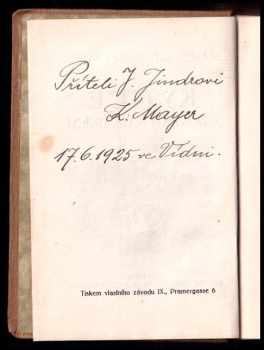 Příteli J. Jindrovi
K. Mayer
17.6.1925 ve Vídni.
Tiskem vlastního závodu IX., Pramergasse 6